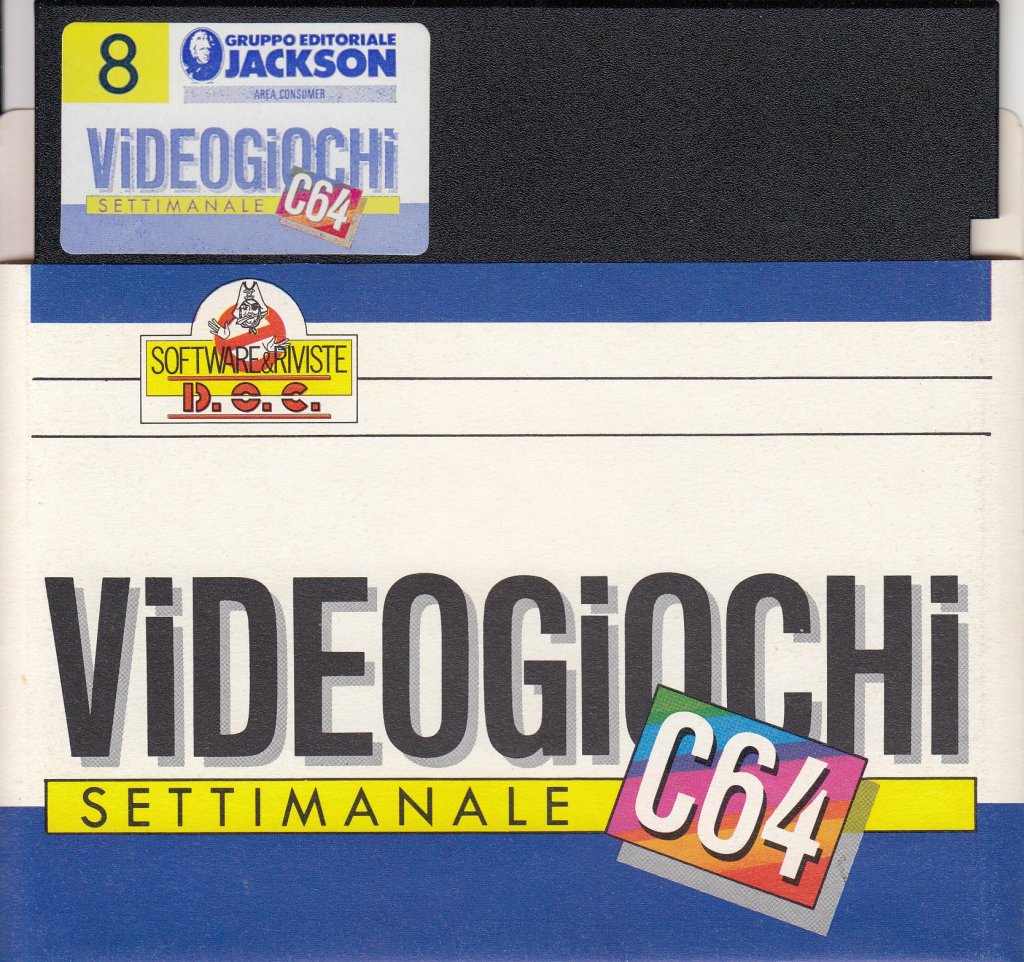 8
GRUPPO EDITORIALE
JACKSON
AREA CONSUMER
ViDEOGiOCHi
SETTIMANALE
C64
SOFTWARE&RIVISTE
D.O.C.
ViDEOGiOCHi
SETTIMANALE
C64